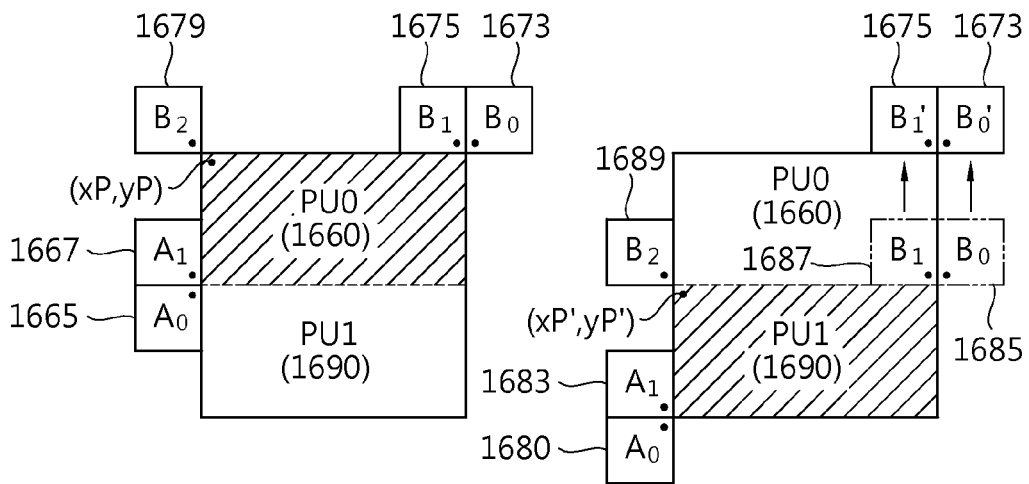 1679 1675 1673
B₂ B₁ B₀
(xP,yP)
PU0
(1660)
1667 A₁
1665 A₀
PU1
(1690)
1675 1673
B₁' B₀'
1689
PU0
(1660)
B₂ 1687 B₁ B₀
(xP',yP')
1685
PU1
(1690)
1683 A₁
1680 A₀